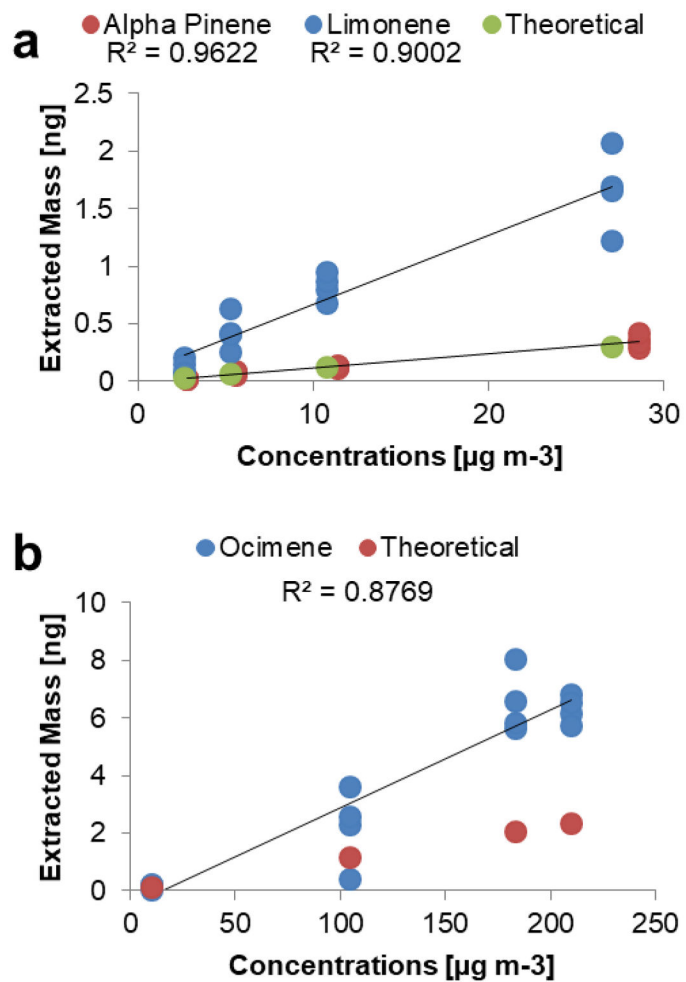 a
Alpha Pinene Limonene Theoretical
R² = 0.9622 R² = 0.9002
2.5
2
1.5
1
0.5
0
0 10 20 30
Extracted Mass [ng]
Concentrations [µg m-3]
b
Ocimene Theoretical
R² = 0.8769
10
8
6
4
2
0
0 50 100 150 200 250
Extracted Mass [ng]
Concentrations [µg m-3]